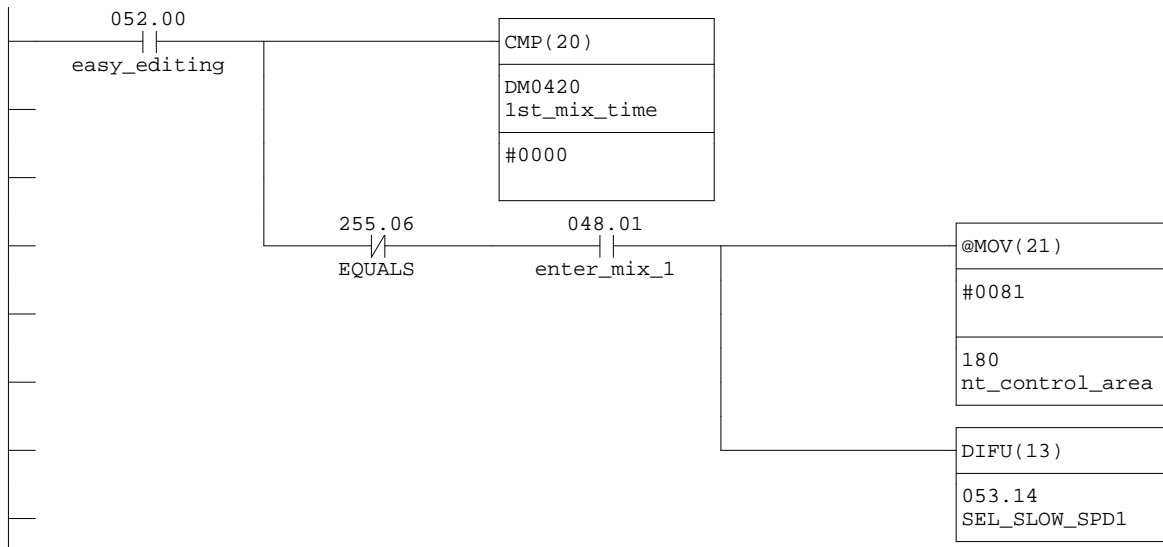 052.00
easy_editing
CMP(20)
DM0420
1st_mix_time
#0000
255.06
EQUALS
048.01
enter_mix_1
@MOV(21)
#0081
180
nt_control_area
DIFU(13)
053.14
SEL_SLOW_SPD1